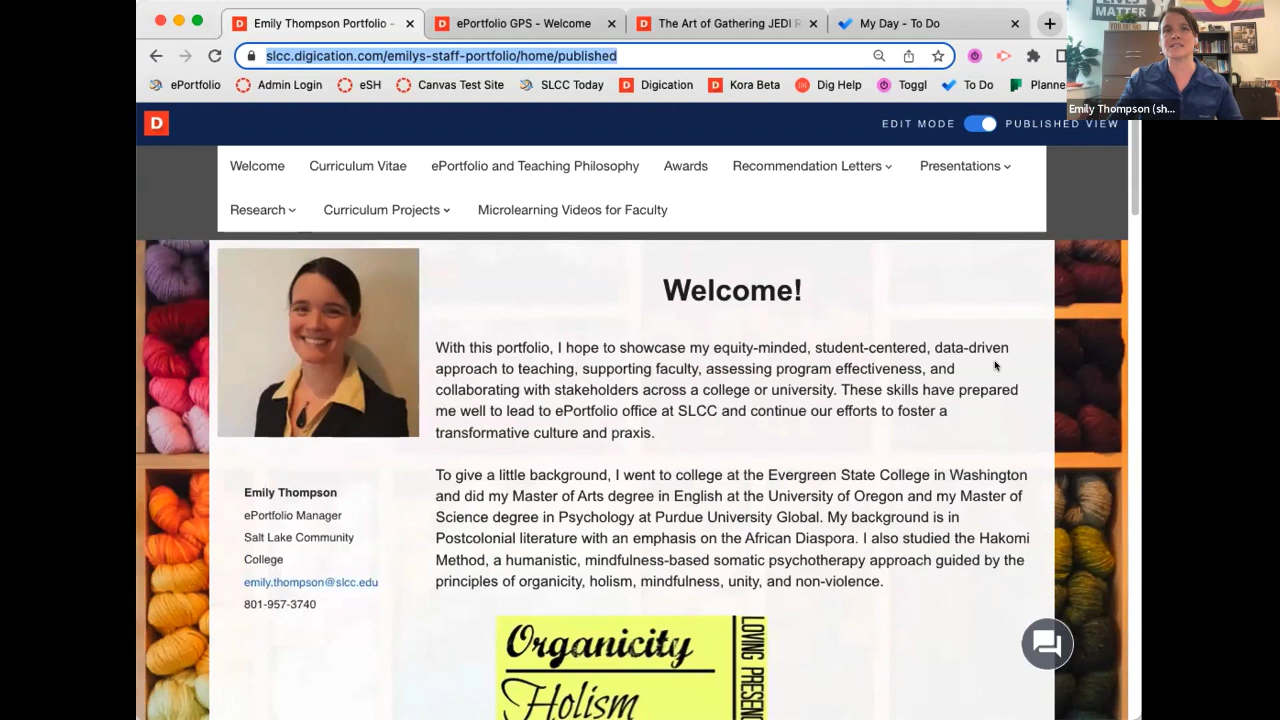 Emily Thompson Portfolio -
ePortfolio GPS - Welcome
The Art of Gathering JEDI R
My Day - To Do
slcc.digication.com/emilys-staff-portfolio/home/published
ePortfolio
Admin Login
eSH
Canvas Test Site
SLCC Today
Digication
Kora Beta
Dig Help
Toggl
To Do
Planne
LIVES
MATTER
Emily Thompson (sh...
D
EDIT MODE
PUBLISHED VIEW
Welcome
Curriculum Vitae
ePortfolio and Teaching Philosophy
Awards
Recommendation Letters
Presentations
Research
Curriculum Projects
Microlearning Videos for Faculty
Welcome!
With this portfolio, I hope to showcase my equity-minded, student-centered, data-driven
approach to teaching, supporting faculty, assessing program effectiveness, and
collaborating with stakeholders across a college or university. These skills have prepared
me well to lead to ePortfolio office at SLCC and continue our efforts to foster a
transformative culture and praxis.
To give a little background, I went to college at the Evergreen State College in Washington
and did my Master of Arts degree in English at the University of Oregon and my Master of
Science degree in Psychology at Purdue University Global. My background is in
Postcolonial literature with an emphasis on the African Diaspora. I also studied the Hakomi
Method, a humanistic, mindfulness-based somatic psychotherapy approach guided by the
principles of organicity, holism, mindfulness, unity, and non-violence.
Emily Thompson
ePortfolio Manager
Salt Lake Community
College
emily.thompson@slcc.edu
801-957-3740
Organicity
Holism
LOVING PRESENC